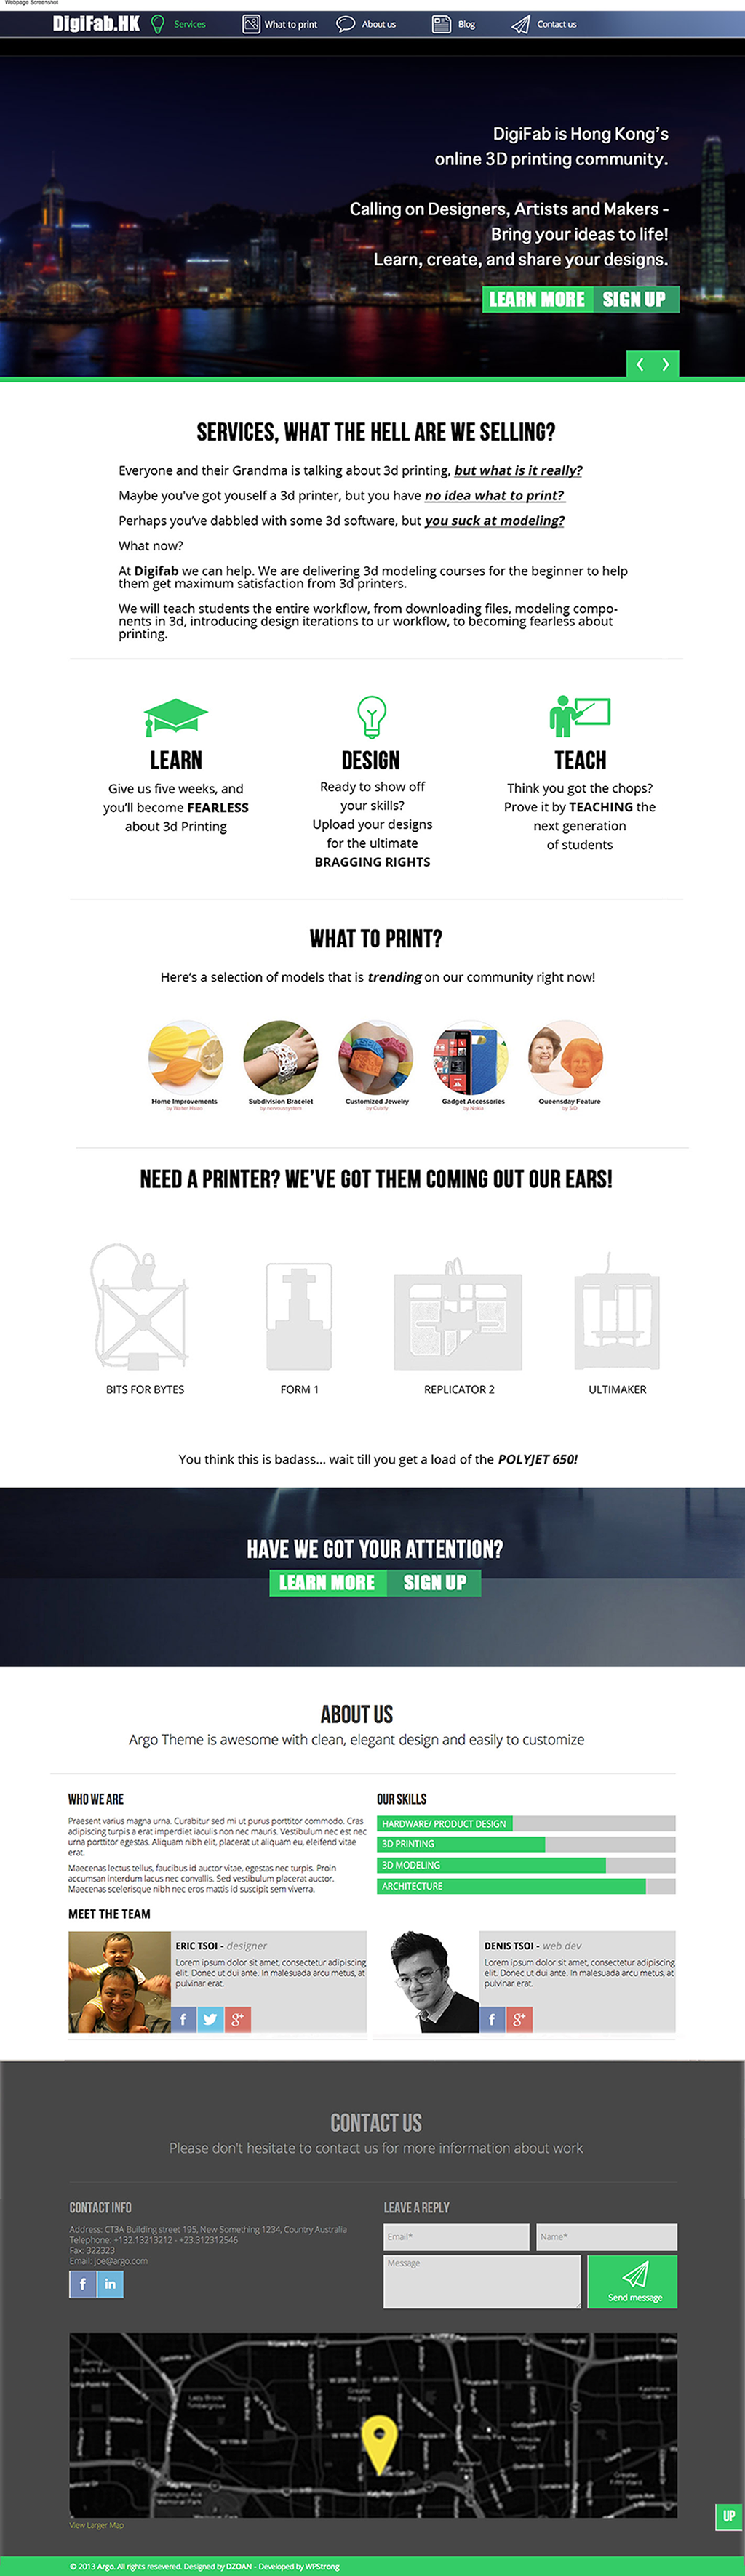 Webpage Screenshot
DigiFab.HK
Services
What to print
About us
Blog
Contact us
DigiFab is Hong Kong's
online 3D printing community.
Calling on Designers, Artists and Makers -
Bring your ideas to life!
Learn, create, and share your designs.
LEARN MORE
SIGN UP
SERVICES, WHAT THE HELL ARE WE SELLING?
Everyone and their Grandma is talking about 3d printing, but what is it really?
Maybe you've got youself a 3d printer, but you have no idea what to print?
Perhaps you've dabbled with some 3d software, but you suck at modeling?
What now?
At Digifab we can help. We are delivering 3d modeling courses for the beginner to help
them get maximum satisfaction from 3d printers.
We will teach students the entire workflow, from downloading files, modeling compo-
nents in 3d, introducing design iterations to ur workflow, to becoming fearless about
printing.
LEARN
Give us five weeks, and
you'll become FEARLESS
about 3d Printing
DESIGN
Ready to show off
your skills?
Upload your designs
for the ultimate
BRAGGING RIGHTS
TEACH
Think you got the chops?
Prove it by TEACHING the
next generation
of students
WHAT TO PRINT?
Here's a selection of models that is trending on our community right now!
Home Improvements
Subdivision Bracelet
by nervoussystem
Customized Jewelry
by Cubify
Gadget Accessories
by Nokia
Queensday Feature
NEED A PRINTER? WE'VE GOT THEM COMING OUT OUR EARS!
BITS FOR BYTES
FORM 1
REPLICATOR 2
ULTIMAKER
You think this is badass... wait till you get a load of the POLYJET 650!
HAVE WE GOT YOUR ATTENTION?
LEARN MORE
SIGN UP
ABOUT US
Argo Theme is awesome with clean, elegant design and easily to customize
WHO WE ARE
Praesent varius magna urna. Curabitur sed mi ut purus porttitor commodo. Cras
adipiscing turpis a erat imperdiet iaculis non nec mauris. Vestibulum nec est nec
urna porttitor egestas. Aliquam nibh elit, placerat ut aliquam eu, eleifend vitae
erat.
Maecenas lectus tellus, faucibus id auctor vitae, egestas nec turpis. Proin
accumsan interdum lacus nec convallis. Sed vestibulum placerat auctor.
Maecenas scelerisque nibh nec eros mattis id suscipit sem viverra.
OUR SKILLS
HARDWARE/ PRODUCT DESIGN
3D PRINTING
3D MODELING
ARCHITECTURE
MEET THE TEAM
ERIC TSOI - designer
Lorem ipsum dolor sit amet, consectetur adipiscing
elit. Donec ut dui ante. In malesuada arcu metus, at
pulvinar erat.
f
g+
DENIS TSOI - web dev
Lorem ipsum dolor sit amet, consectetur adipiscing
elit. Donec ut dui ante. In malesuada arcu metus, at
pulvinar erat.
f
g+
CONTACT US
Please don't hesitate to contact us for more information about work
CONTACT INFO
Address: CT3A Building street 195, New Something 1234, Country Australia
Telephone: +132.13213212 - +23.312312546
Fax: 322323
Email: joe@argo.com
f
in
LEAVE A REPLY
Email*
Name*
Message
Send message
View Larger Map
UP
© 2013 Argo. All rights resevered. Designed by DZOAN - Developed by WPStrong